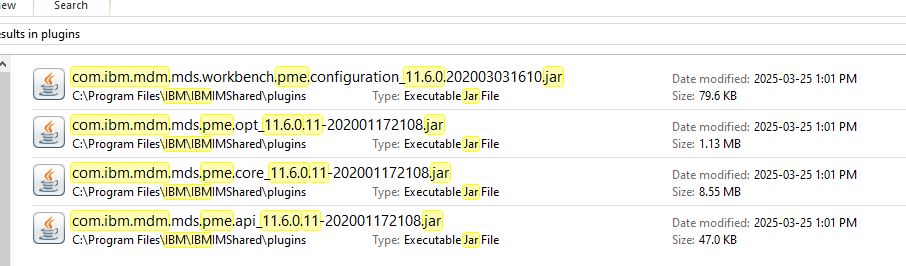 ew
Search
esults in plugins
com.ibm.mdm.mds.workbench.pme.configuration_11.6.0.202003031610.jar
Date modified: 2025-03-25 1:01 PM
C:\Program Files\IBM\IBMIMShared\plugins
Type: Executable Jar File
Size: 79.6 KB
com.ibm.mdm.mds.pme.opt_11.6.0.11-202001172108.jar
Date modified: 2025-03-25 1:01 PM
C:\Program Files\IBM\IBMIMShared\plugins
Type: Executable Jar File
Size: 1.13 MB
com.ibm.mdm.mds.pme.core_11.6.0.11-202001172108.jar
Date modified: 2025-03-25 1:01 PM
C:\Program Files\IBM\IBMIMShared\plugins
Type: Executable Jar File
Size: 8.55 MB
com.ibm.mdm.mds.pme.api_11.6.0.11-202001172108.jar
Date modified: 2025-03-25 1:01 PM
C:\Program Files\IBM\IBMIMShared\plugins
Type: Executable Jar File
Size: 47.0 KB